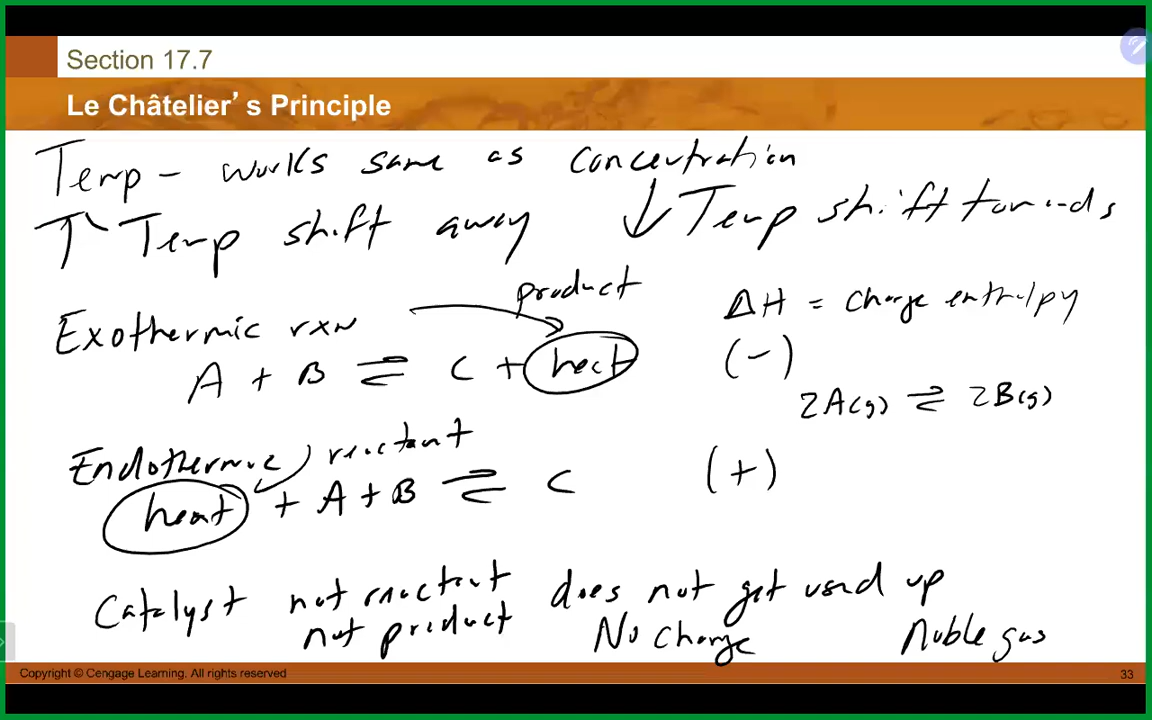 Section 17.7
Le Châtelier's Principle
Temp - works same as concentration
↑ Temp shift away ↓ Temp shift towards
product
Exothermic rxn ΔH = change enthalpy
A + B ⇌ C + heat (-)
2A(g) ⇌ 2B(g)
Endothermic reactant
heat + A + B ⇌ C (+)
Catalyst not reactant does not get used up
not product No change Noble gas
Copyright © Cengage Learning. All rights reserved 33